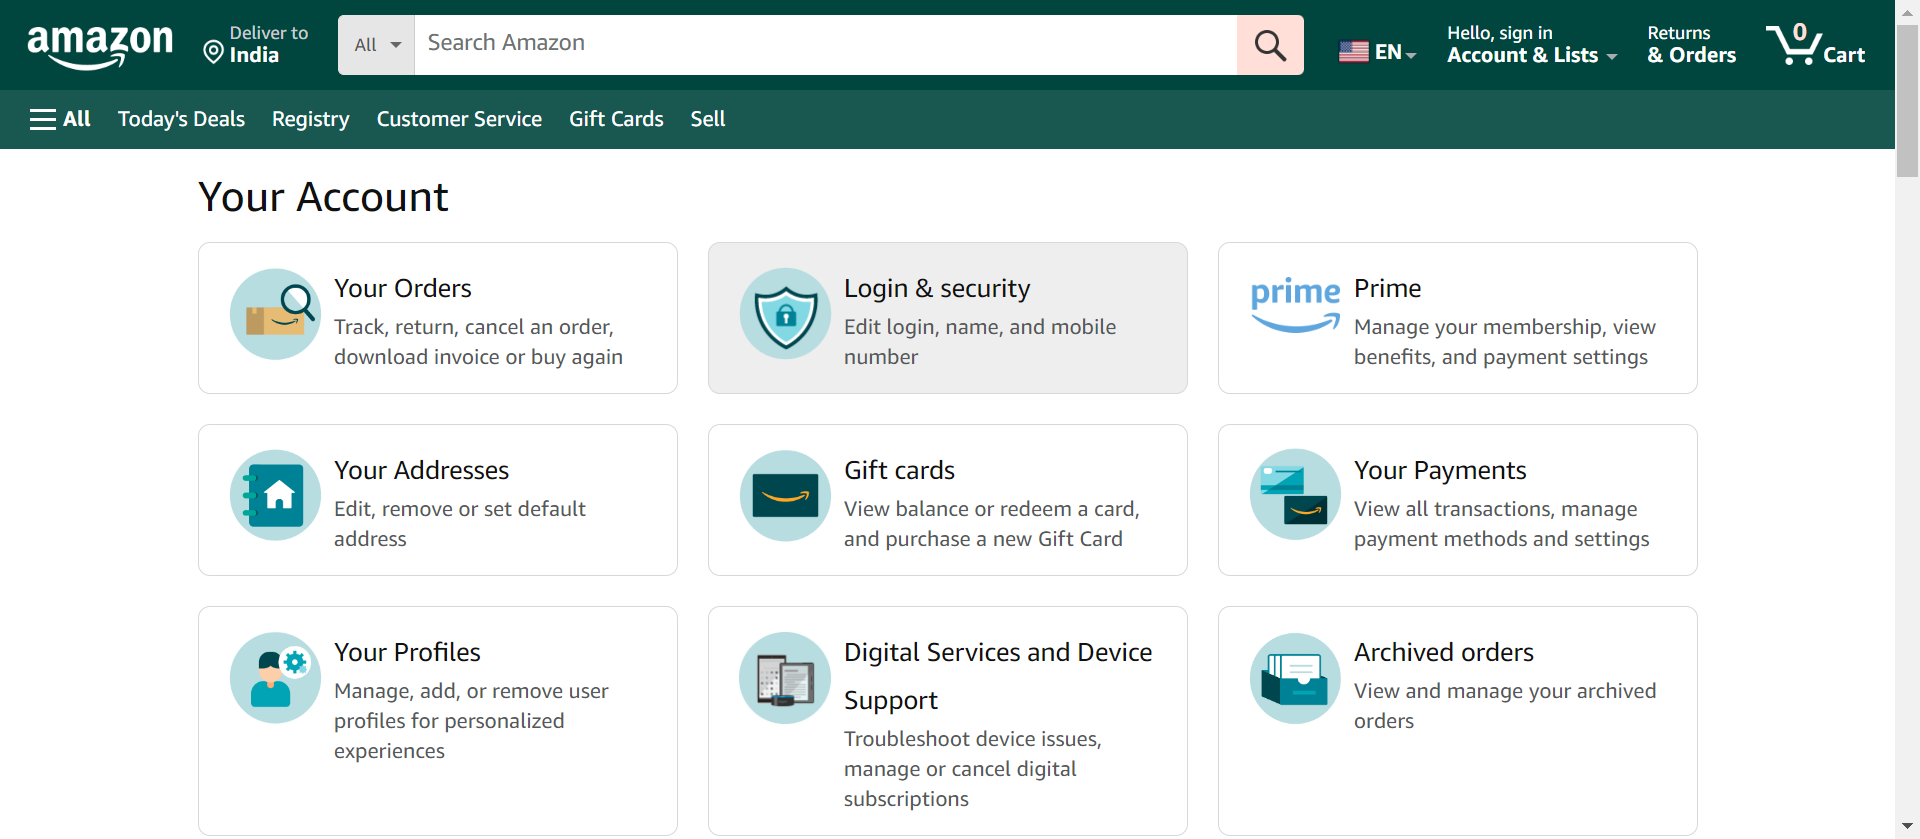 amazon
Deliver to
India
All
Search Amazon
EN
Hello, sign in
Account & Lists
Returns
& Orders
0
Cart
All
Today's Deals
Registry
Customer Service
Gift Cards
Sell
Your Account
Your Orders
Track, return, cancel an order,
download invoice or buy again
Login & security
Edit login, name, and mobile
number
prime
Prime
Manage your membership, view
benefits, and payment settings
Your Addresses
Edit, remove or set default
address
Gift cards
View balance or redeem a card,
and purchase a new Gift Card
Your Payments
View all transactions, manage
payment methods and settings
Your Profiles
Manage, add, or remove user
profiles for personalized
experiences
Digital Services and Device
Support
Troubleshoot device issues,
manage or cancel digital
subscriptions
Archived orders
View and manage your archived
orders